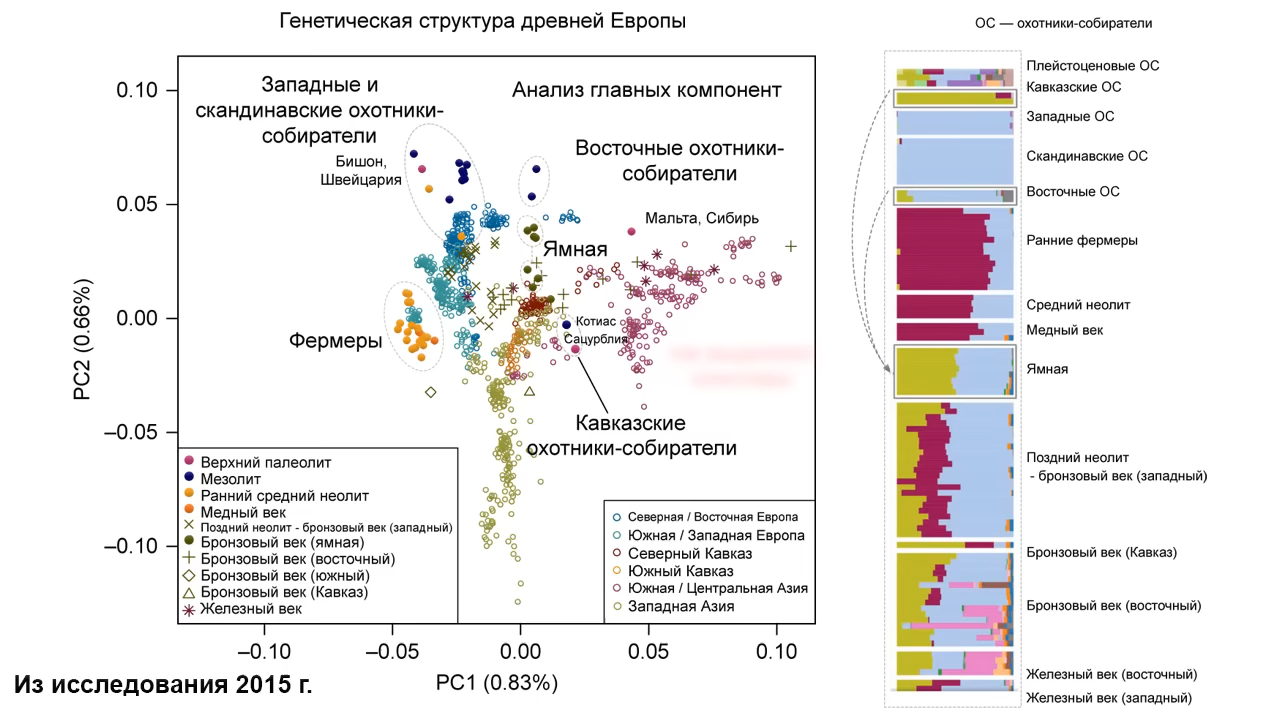 Генетическая структура древней Европы
ОС — охотники-собиратели
0.10
0.05
0.00
−0.05
−0.10
PC2 (0.66%)
Западные и
скандинавские охотники-
собиратели
Анализ главных компонент
Бишон,
Швейцария
Восточные охотники-
собиратели
Мальта, Сибирь
Ямная
Фермеры
Котиас
Сацурблия
Кавказские
охотники-собиратели
Верхний палеолит
Мезолит
Ранний средний неолит
Медный век
Поздний неолит - бронзовый век (западный)
Бронзовый век (ямная)
Бронзовый век (восточный)
Бронзовый век (южный)
Бронзовый век (Кавказ)
Железный век
Северная / Восточная Европа
Южная / Западная Европа
Северный Кавказ
Южный Кавказ
Южная / Центральная Азия
Западная Азия
−0.10
−0.05
0.00
0.05
0.10
PC1 (0.83%)
Из исследования 2015 г.
Плейстоценовые ОС
Кавказские ОС
Западные ОС
Скандинавские ОС
Восточные ОС
Ранние фермеры
Средний неолит
Медный век
Ямная
Поздний неолит
- бронзовый век (западный)
Бронзовый век (Кавказ)
Бронзовый век (восточный)
Железный век (восточный)
Железный век (западный)